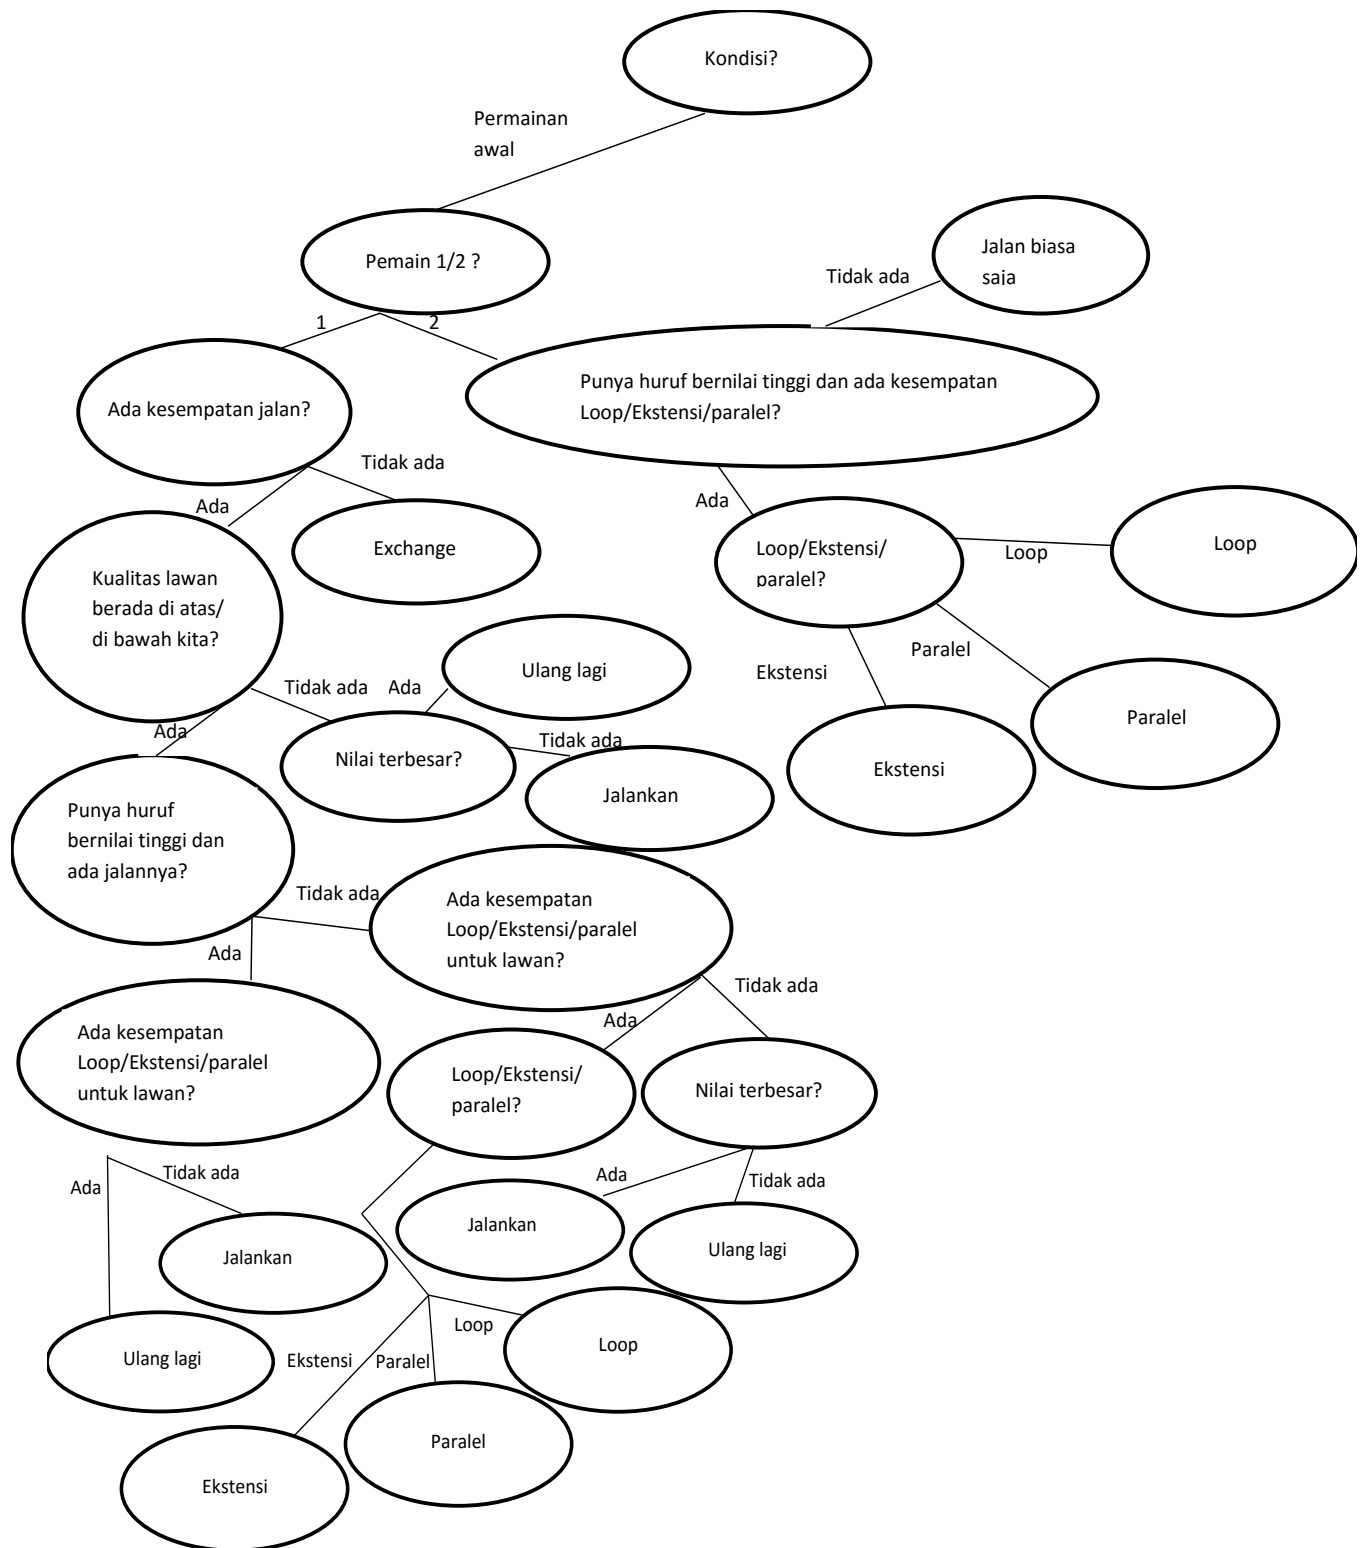 Kondisi?
Permainan
awal
Pemain 1/2 ?
Jalan biasa
saja
Tidak ada
1
2
Punya huruf bernilai tinggi dan ada kesempatan
Loop/Ekstensi/paralel?
Ada kesempatan jalan?
Tidak ada
Ada
Ada
Exchange
Loop/Ekstensi/
paralel?
Loop
Loop
Kualitas lawan
berada di atas/
di bawah kita?
Ulang lagi
Paralel
Ekstensi
Tidak ada
Ada
Paralel
Ada
Nilai terbesar?
Tidak ada
Ekstensi
Jalankan
Punya huruf
bernilai tinggi dan
ada jalannya?
Tidak ada
Ada kesempatan
Loop/Ekstensi/paralel
untuk lawan?
Ada
Tidak ada
Ada
Ada kesempatan
Loop/Ekstensi/paralel
untuk lawan?
Loop/Ekstensi/
paralel?
Nilai terbesar?
Tidak ada
Ada
Ada
Tidak ada
Jalankan
Jalankan
Ulang lagi
Loop
Loop
Ulang lagi
Ekstensi
Paralel
Paralel
Ekstensi